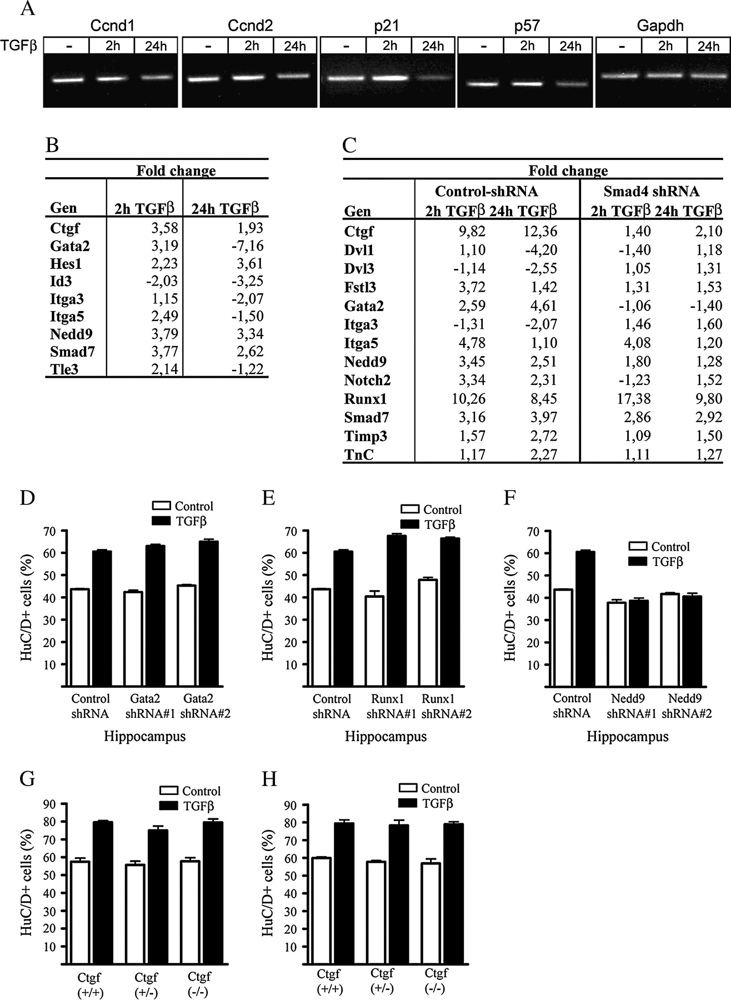 A
Ccnd1 Ccnd2 p21 p57 Gapdh
TGFβ - 2h 24h - 2h 24h - 2h 24h - 2h 24h - 2h 24h
B
Fold change
Gen 2h TGFβ 24h TGFβ
Ctgf 3,58 1,93
Gata2 3,19 -7,16
Hes1 2,23 3,61
Id3 -2,03 -3,25
Itga3 1,15 -2,07
Itga5 2,49 -1,50
Nedd9 3,79 3,34
Smad7 3,77 2,62
Tle3 2,14 -1,22
C
Fold change
Control-shRNA Smad4 shRNA
Gen 2h TGFβ 24h TGFβ 2h TGFβ 24h TGFβ
Ctgf 9,82 12,36 1,40 2,10
Dvl1 1,10 -4,20 -1,40 1,18
Dvl3 -1,14 -2,55 1,05 1,31
Fstl3 3,72 1,42 1,31 1,53
Gata2 2,59 4,61 -1,06 -1,40
Itga3 -1,31 -2,07 1,46 1,60
Itga5 4,78 1,10 4,08 1,20
Nedd9 3,45 2,51 1,80 1,28
Notch2 3,34 2,31 -1,23 1,52
Runx1 10,26 8,45 17,38 9,80
Smad7 3,16 3,97 2,86 2,92
Timp3 1,57 2,72 1,09 1,50
TnC 1,17 2,27 1,11 1,27
D
Control
TGFβ
HuC/D+ cells (%)
70
60
50
40
30
20
10
Control Gata2 Gata2
shRNA shRNA#1 shRNA#2
Hippocampus
E
Control
TGFβ
HuC/D+ cells (%)
70
60
50
40
30
20
10
Control Runx1 Runx1
shRNA shRNA#1 shRNA#2
Hippocampus
F
Control
TGFβ
HuC/D+ cells (%)
70
60
50
40
30
20
10
Control Nedd9 Nedd9
shRNA shRNA#1 shRNA#2
Hippocampus
G
Control
TGFβ
HuC/D+ cells (%)
90
80
70
60
50
40
30
20
10
Ctgf Ctgf Ctgf
(+/+) (+/-) (-/-)
H
Control
TGFβ
HuC/D+ cells (%)
90
80
70
60
50
40
30
20
10
Ctgf Ctgf Ctgf
(+/+) (+/-) (-/-)